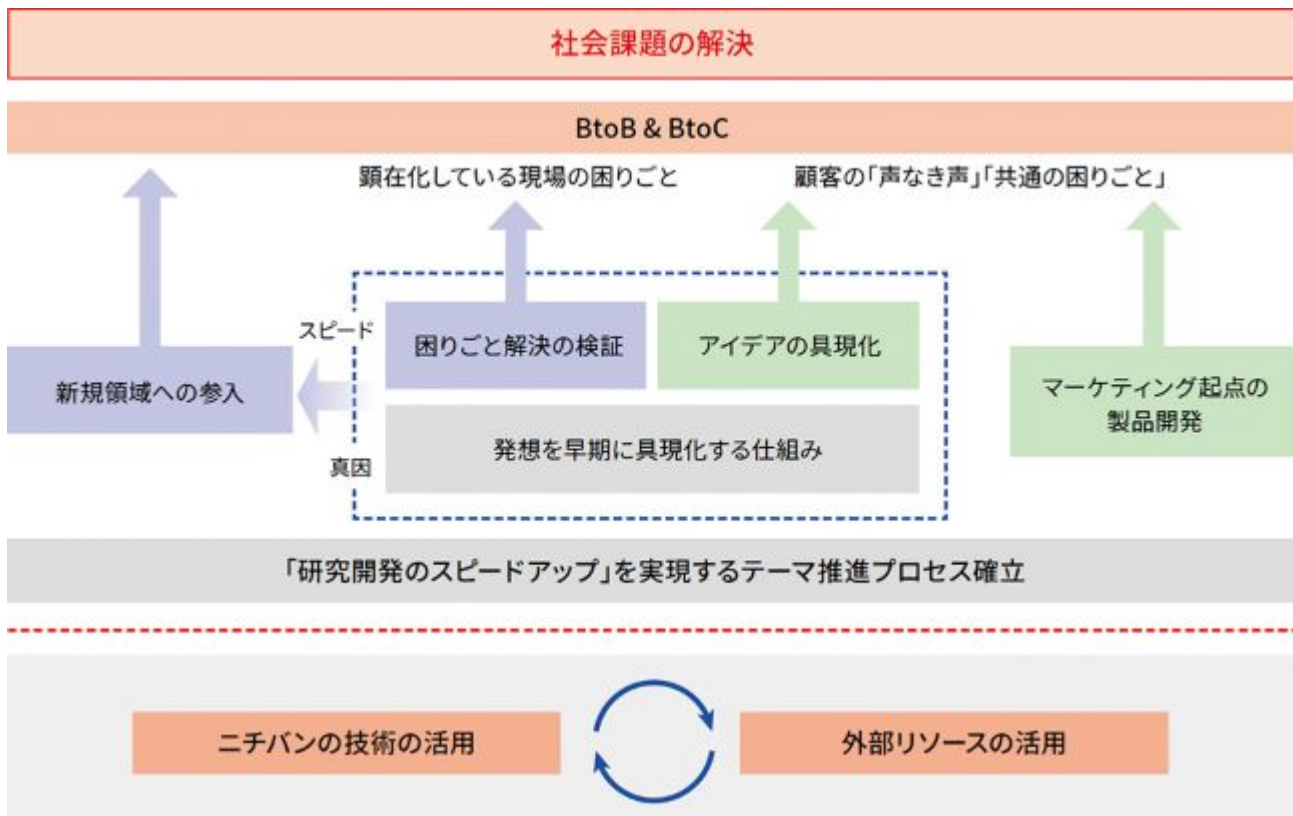 社会課題の解決
BtoB & BtoC
顕在化している現場の困りごと
顧客の「声なき声」「共通の困りごと」
スピード
困りごと解決の検証
アイデアの具現化
新規領域への参入
マーケティング起点の
製品開発
真因
発想を早期に具現化する仕組み
「研究開発のスピードアップ」を実現するテーマ推進プロセス確立
ニチバンの技術の活用
外部リソースの活用